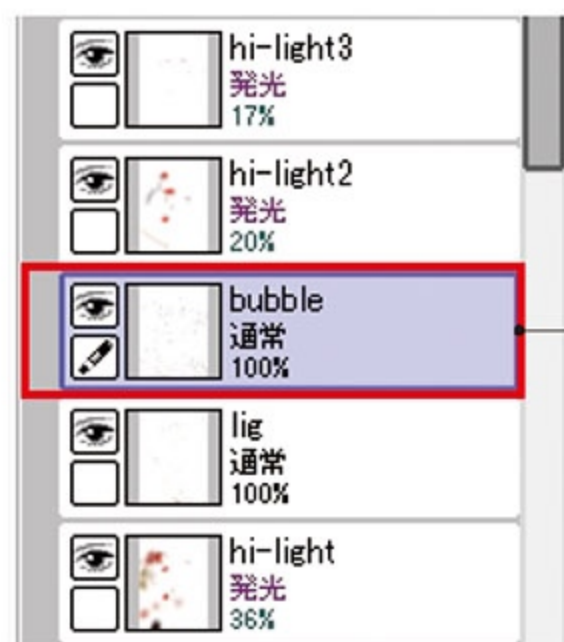 hi-light3
発光
17%
hi-light2
発光
20%
bubble
通常
100%
lig
通常
100%
hi-light
発光
36%